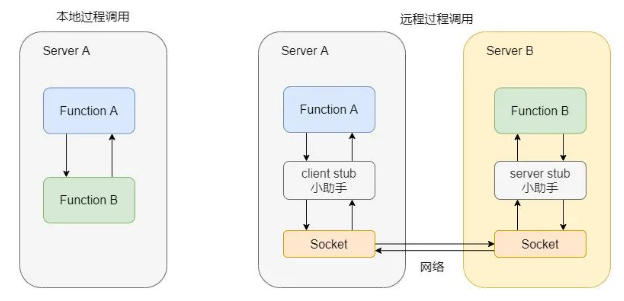 本地过程调用
远程过程调用
Server A
Function A
Function B
Server A
Function A
client stub
小助手
Socket
Server B
Function B
server stub
小助手
Socket
网络